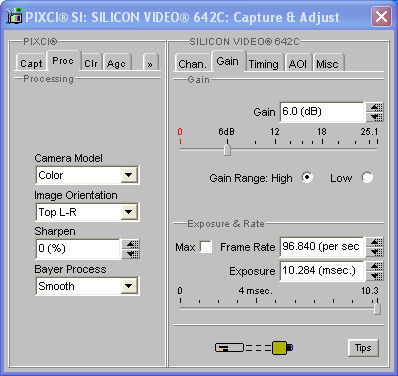 PIXCI® SI: SILICON VIDEO® 642C: Capture & Adjust
PIXCI®
Capt Proc Clr Agc »
Processing
Camera Model
Color
Image Orientation
Top L-R
Sharpen
0 (%)
Bayer Process
Smooth
SILICON VIDEO® 642C
Chan. Gain Timing AOI Misc
Gain
Gain 6.0 (dB)
0 6dB 12 18 25.1
Gain Range: High Low
Exposure & Rate
Max Frame Rate 96.840 (per sec
Exposure 10.284 (msec.)
0 4 msec. 10.3
Tips